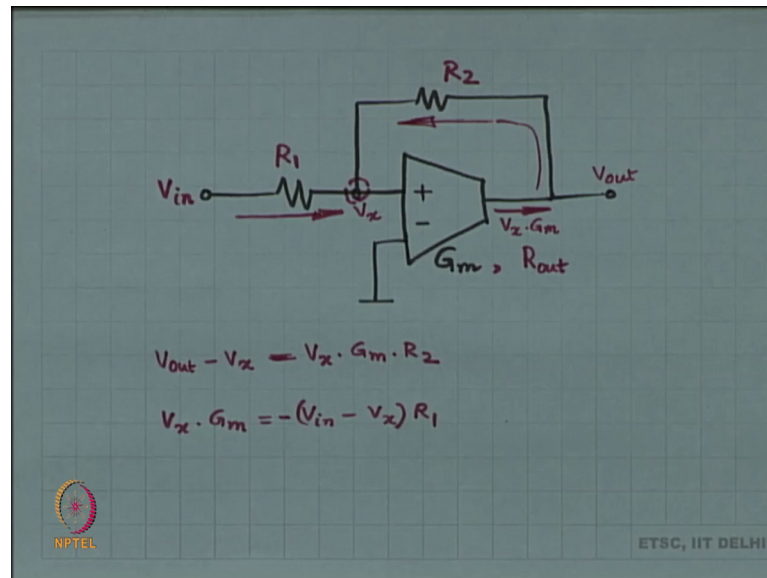 R2
R1
Vin
Vx
+
-
Vout
Vx·Gm
Gm, Rout
Vout - Vx = Vx · Gm · R2
Vx · Gm = -(Vin - Vx) R1
NPTEL
ETSC, IIT DELHI